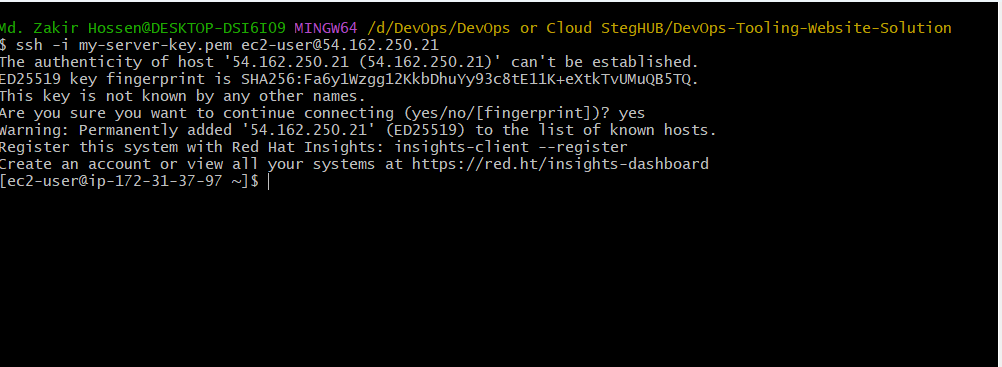 Md. Zakir Hossen@DESKTOP-DSI6IO9 MINGW64 /d/DevOps/DevOps or Cloud StegHUB/DevOps-Tooling-Website-Solution
$ ssh -i my-server-key.pem ec2-user@54.162.250.21
The authenticity of host '54.162.250.21 (54.162.250.21)' can't be established.
ED25519 key fingerprint is SHA256:Fa6y1Wzgg12KkbDhuYy93c8tE11K+eXtkTvUMuQB5TQ.
This key is not known by any other names.
Are you sure you want to continue connecting (yes/no/[fingerprint])? yes
Warning: Permanently added '54.162.250.21' (ED25519) to the list of known hosts.
Register this system with Red Hat Insights: insights-client --register
Create an account or view all your systems at https://red.ht/insights-dashboard
[ec2-user@ip-172-31-37-97 ~]$